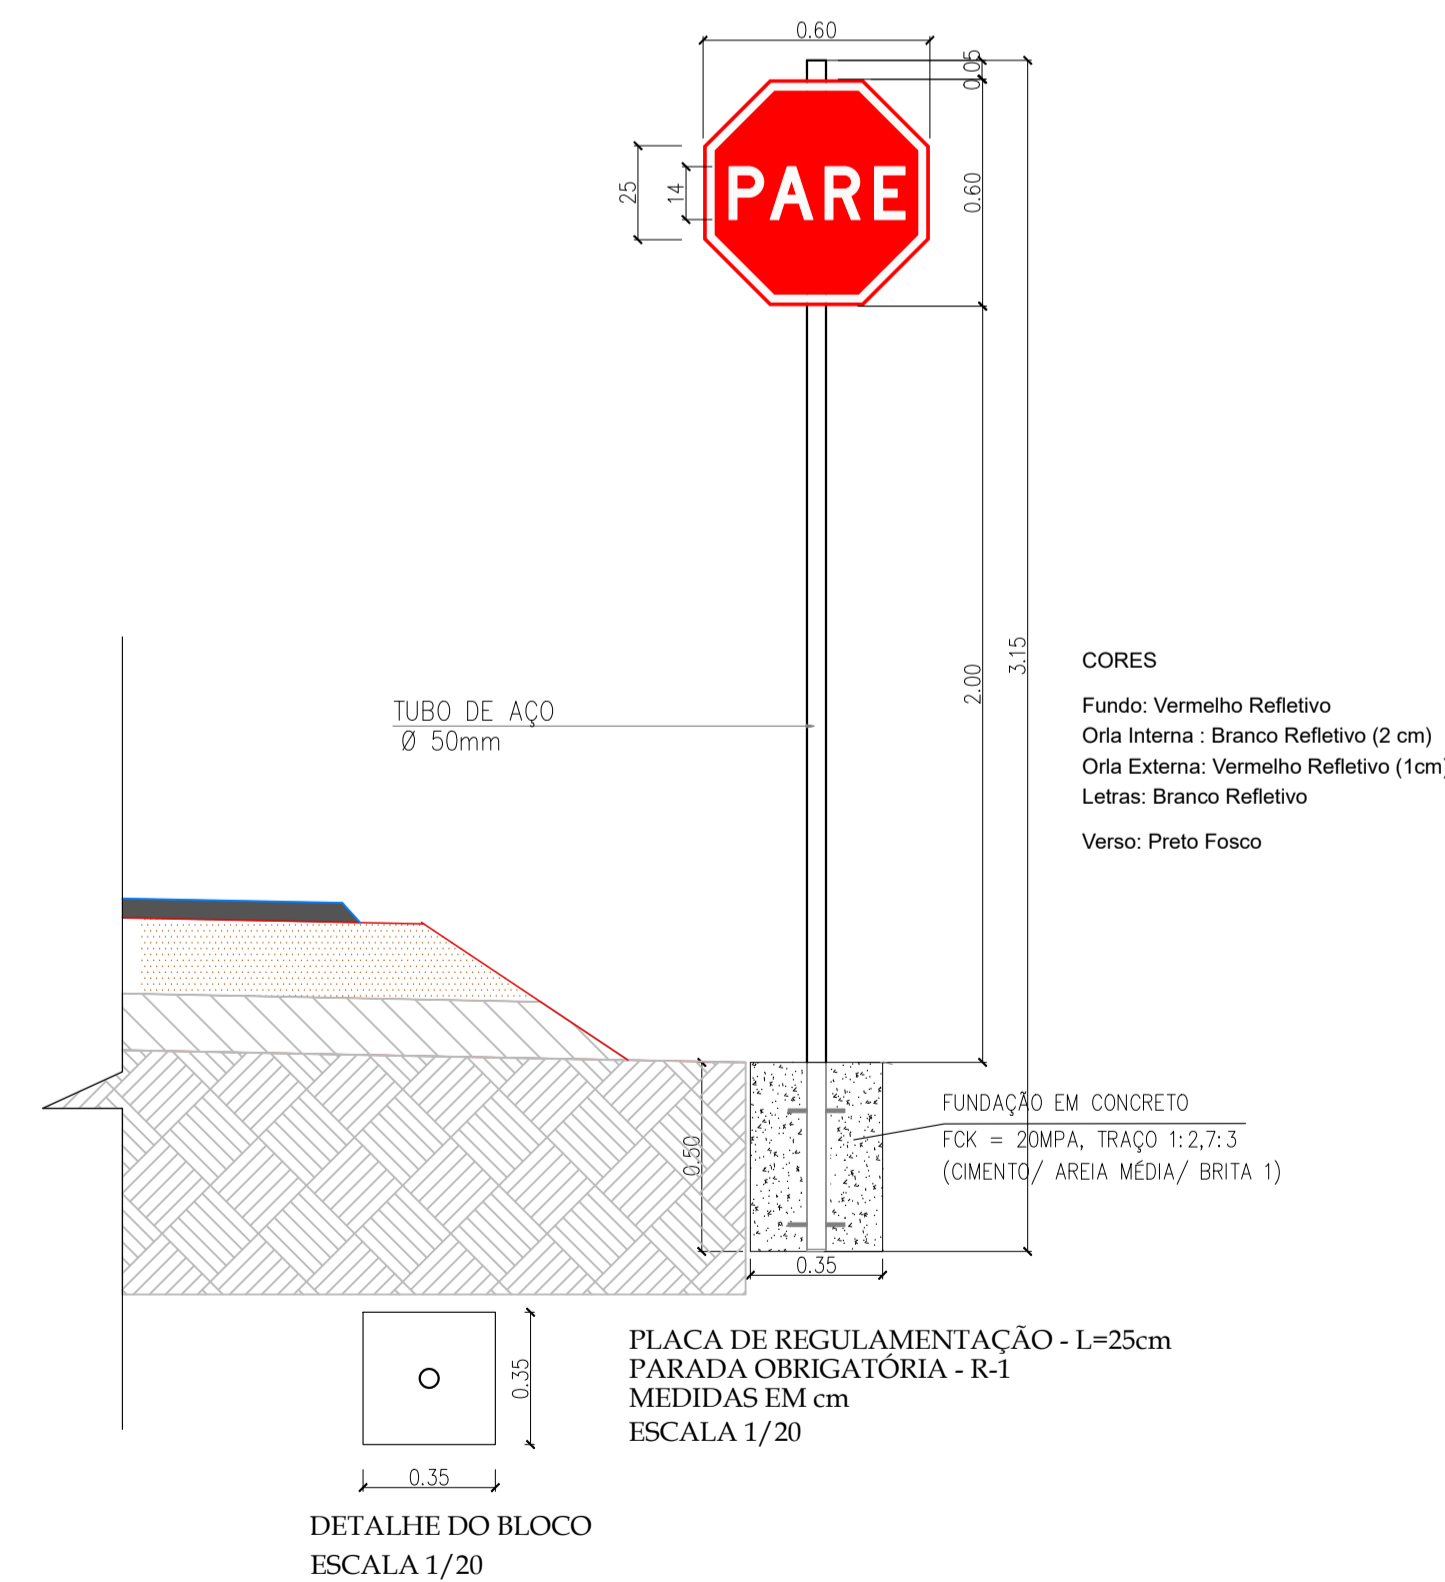 0.60
0.05
PARE
25
14
0.60
2.00
3.15
TUBO DE AÇO
Ø 50mm
CORES
Fundo: Vermelho Refletivo
Orla Interna : Branco Refletivo (2 cm)
Orla Externa: Vermelho Refletivo (1cm)
Letras: Branco Refletivo
Verso: Preto Fosco
0.50
FUNDAÇÃO EM CONCRETO
FCK = 20MPA, TRAÇO 1:2,7:3
(CIMENTO/ AREIA MÉDIA/ BRITA 1)
0.35
PLACA DE REGULAMENTAÇÃO - L=25cm
PARADA OBRIGATÓRIA - R-1
MEDIDAS EM cm
ESCALA 1/20
0.35
0.35
DETALHE DO BLOCO
ESCALA 1/20